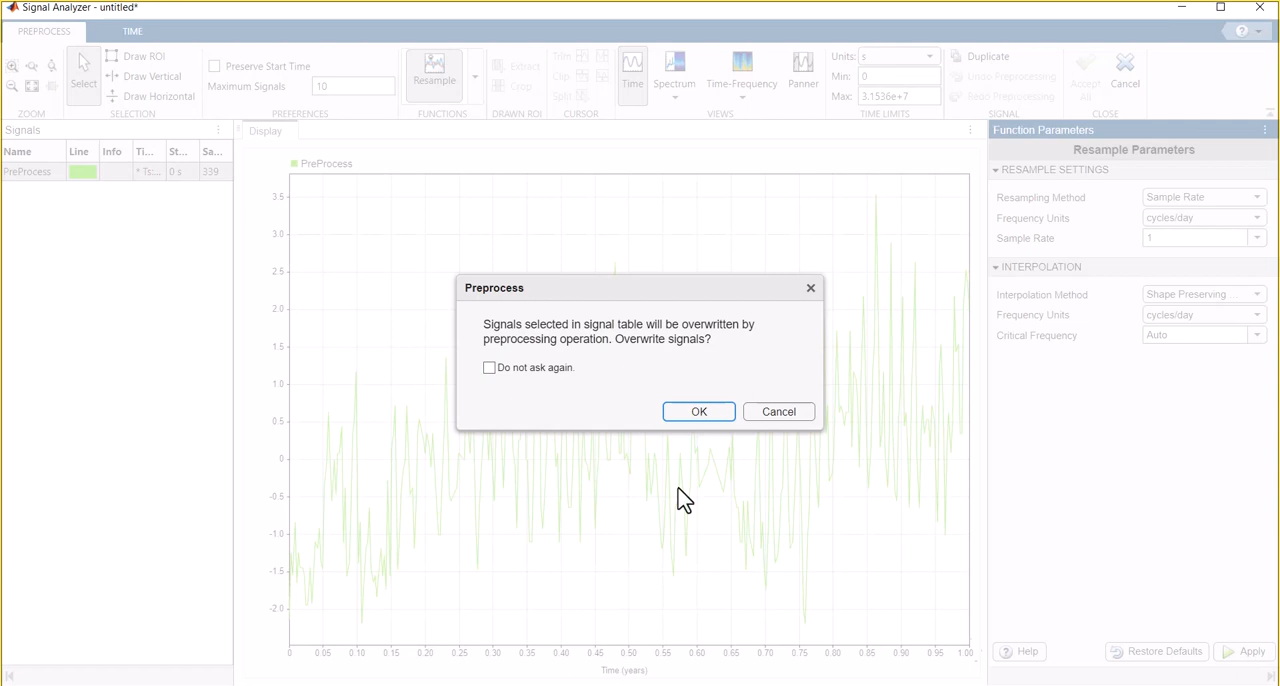 Signal Analyzer - untitled*
PREPROCESS
TIME
Select
Draw ROI
Draw Vertical
Draw Horizontal
Preserve Start Time
Maximum Signals 10
Resample
Extract
Crop
Trim
Clip
Split
Time
Spectrum
Time-Frequency
Panner
Units: s
Min: 0
Max: 3.1536e+7
Duplicate
Undo Preprocessing
Redo Preprocessing
Accept All
Cancel
ZOOM
SELECTION
PREFERENCES
FUNCTIONS
DRAWN ROI
CURSOR
VIEWS
TIME LIMITS
SIGNAL
CLOSE
Signals
Name Line Info Ti... St... Sa...
PreProcess * Ts:... 0 s 339
Display
PreProcess
3.5
3.0
2.5
2.0
1.5
1.0
0.5
0
-0.5
-1.0
-1.5
-2.0
0 0.05 0.10 0.15 0.20 0.25 0.30 0.35 0.40 0.45 0.50 0.55 0.60 0.65 0.70 0.75 0.80 0.85 0.90 0.95 1.00
Time (years)
Preprocess
Signals selected in signal table will be overwritten by
preprocessing operation. Overwrite signals?
Do not ask again.
OK
Cancel
Function Parameters
Resample Parameters
RESAMPLE SETTINGS
Resampling Method Sample Rate
Frequency Units cycles/day
Sample Rate 1
INTERPOLATION
Interpolation Method Shape Preserving ...
Frequency Units cycles/day
Critical Frequency Auto
Help
Restore Defaults
Apply